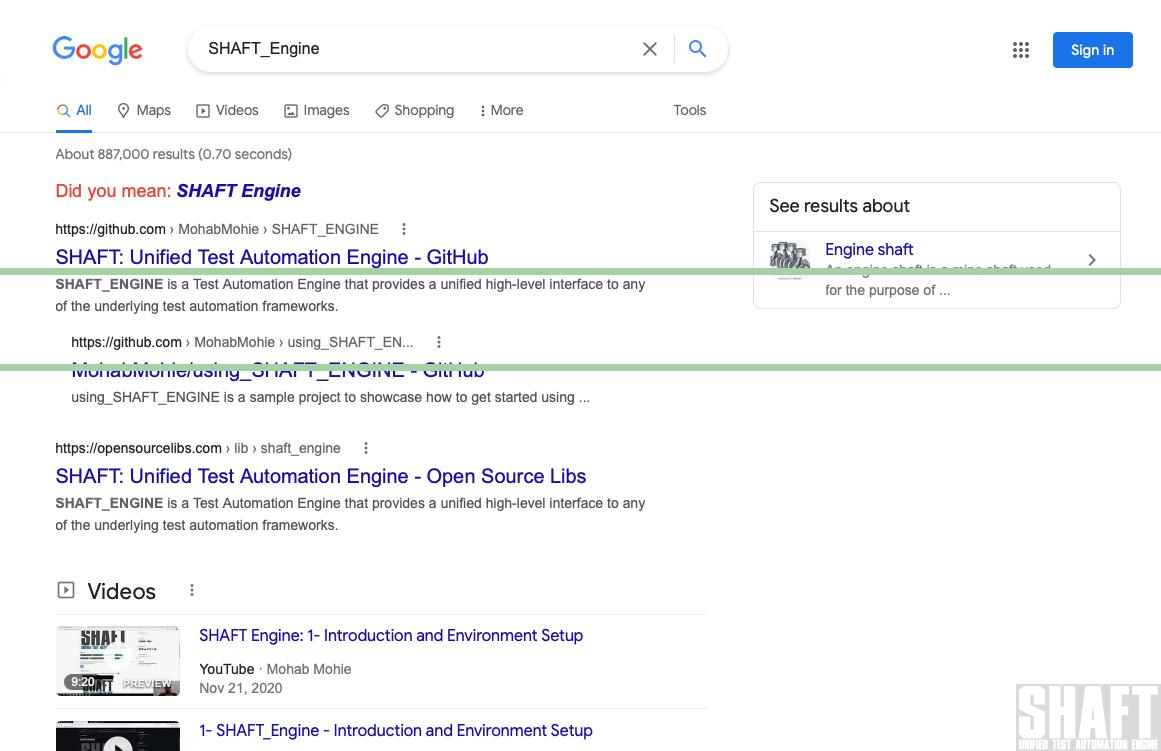 Google
SHAFT_Engine
Sign in
All
Maps
Videos
Images
Shopping
More
Tools
About 887,000 results (0.70 seconds)
Did you mean: SHAFT Engine
https://github.com › MohabMohie › SHAFT_ENGINE
SHAFT: Unified Test Automation Engine - GitHub
SHAFT_ENGINE is a Test Automation Engine that provides a unified high-level interface to any
of the underlying test automation frameworks.
https://github.com › MohabMohie › using_SHAFT_EN...
MohabMohie/using_SHAFT_ENGINE - GitHub
using_SHAFT_ENGINE is a sample project to showcase how to get started using ...
https://opensourcelibs.com › lib › shaft_engine
SHAFT: Unified Test Automation Engine - Open Source Libs
SHAFT_ENGINE is a Test Automation Engine that provides a unified high-level interface to any
of the underlying test automation frameworks.
Videos
SHAFT
9:20
PREVIEW
SHAFT Engine: 1- Introduction and Environment Setup
YouTube · Mohab Mohie
Nov 21, 2020
1- SHAFT_Engine - Introduction and Environment Setup
See results about
Engine shaft
An engine shaft is a mine shaft used
for the purpose of ...
SHAFT
UNIFIED TEST AUTOMATION ENGINE